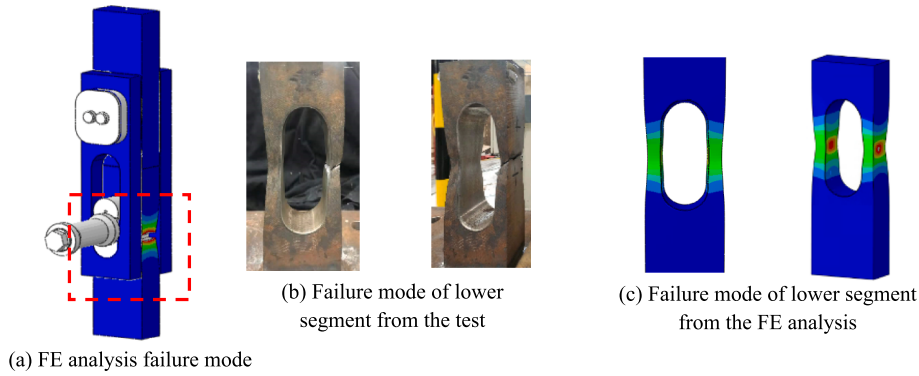 (b) Failure mode of lower
segment from the test
(c) Failure mode of lower segment
from the FE analysis
(a) FE analysis failure mode